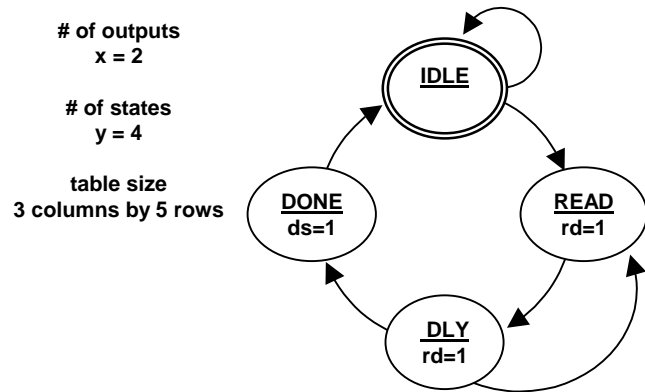 # of outputs
x = 2
# of states
y = 4
table size
3 columns by 5 rows
IDLE
DONE
ds=1
READ
rd=1
DLY
rd=1